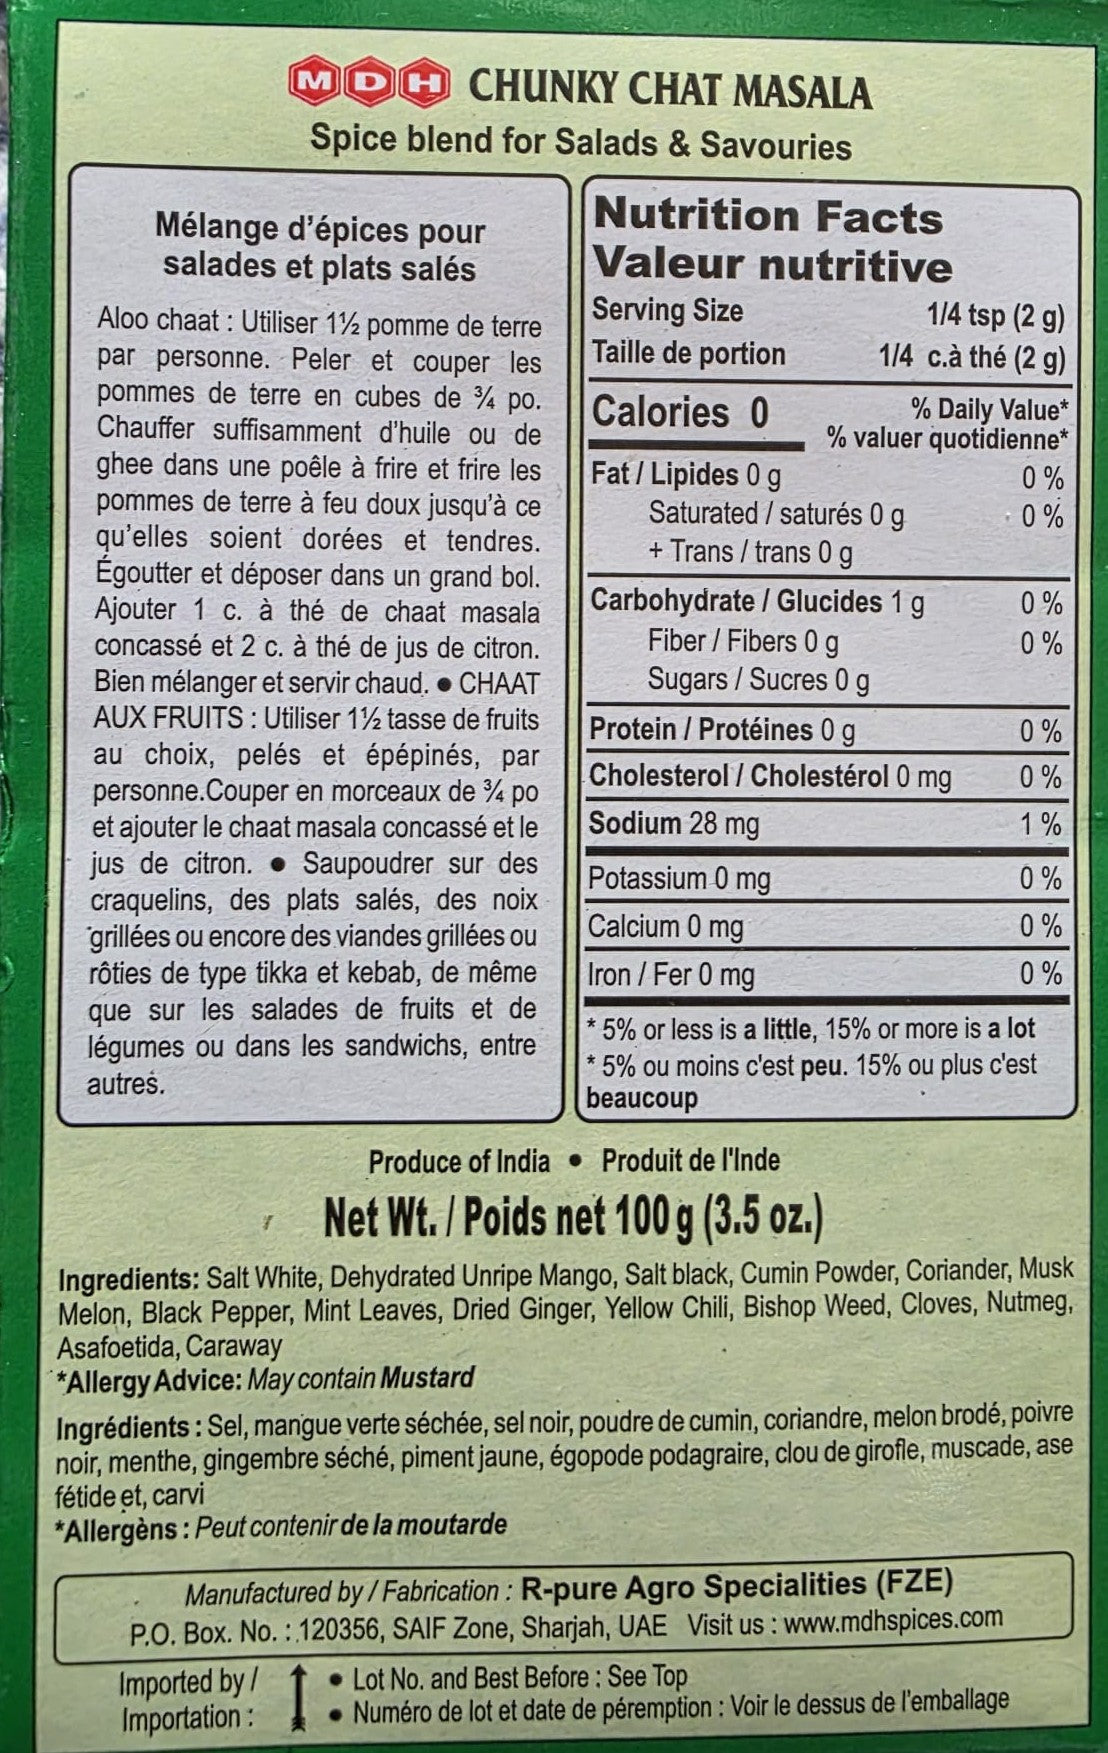 MDH CHUNKY CHAT MASALA
Spice blend for Salads & Savouries
Mélange d'épices pour
salades et plats salés
Aloo chaat : Utiliser 1½ pomme de terre
par personne. Peler et couper les
pommes de terre en cubes de ¾ po.
Chauffer suffisamment d'huile ou de
ghee dans une poêle à frire et frire les
pommes de terre à feu doux jusqu'à ce
qu'elles soient dorées et tendres.
Égoutter et déposer dans un grand bol.
Ajouter 1 c. à thé de chaat masala
concassé et 2 c. à thé de jus de citron.
Bien mélanger et servir chaud. ● CHAAT
AUX FRUITS : Utiliser 1½ tasse de fruits
au choix, pelés et épépinés, par
personne.Couper en morceaux de ¾ po
et ajouter le chaat masala concassé et le
jus de citron. ● Saupoudrer sur des
craquelins, des plats salés, des noix
grillées ou encore des viandes grillées ou
rôties de type tikka et kebab, de même
que sur les salades de fruits et de
légumes ou dans les sandwichs, entre
autres.
Nutrition Facts
Valeur nutritive
Serving Size 1/4 tsp (2 g)
Taille de portion 1/4 c.à thé (2 g)
Calories 0 % Daily Value*
% valuer quotidienne*
Fat / Lipides 0 g 0 %
Saturated / saturés 0 g 0 %
+ Trans / trans 0 g
Carbohydrate / Glucides 1 g 0 %
Fiber / Fibers 0 g 0 %
Sugars / Sucres 0 g
Protein / Protéines 0 g 0 %
Cholesterol / Cholestérol 0 mg 0 %
Sodium 28 mg 1 %
Potassium 0 mg 0 %
Calcium 0 mg 0 %
Iron / Fer 0 mg 0 %
* 5% or less is a little, 15% or more is a lot
* 5% ou moins c'est peu. 15% ou plus c'est
beaucoup
Produce of India ● Produit de l'Inde
Net Wt. / Poids net 100 g (3.5 oz.)
Ingredients: Salt White, Dehydrated Unripe Mango, Salt black, Cumin Powder, Coriander, Musk
Melon, Black Pepper, Mint Leaves, Dried Ginger, Yellow Chili, Bishop Weed, Cloves, Nutmeg,
Asafoetida, Caraway
*Allergy Advice: May contain Mustard
Ingrédients : Sel, mangue verte séchée, sel noir, poudre de cumin, coriandre, melon brodé, poivre
noir, menthe, gingembre séché, piment jaune, égopode podagraire, clou de girofle, muscade, ase
fétide et, carvi
*Allergèns : Peut contenir de la moutarde
Manufactured by / Fabrication : R-pure Agro Specialities (FZE)
P.O. Box. No. : 120356, SAIF Zone, Sharjah, UAE Visit us : www.mdhspices.com
Imported by /
Importation :
● Lot No. and Best Before : See Top
● Numéro de lot et date de péremption : Voir le dessus de l'emballage